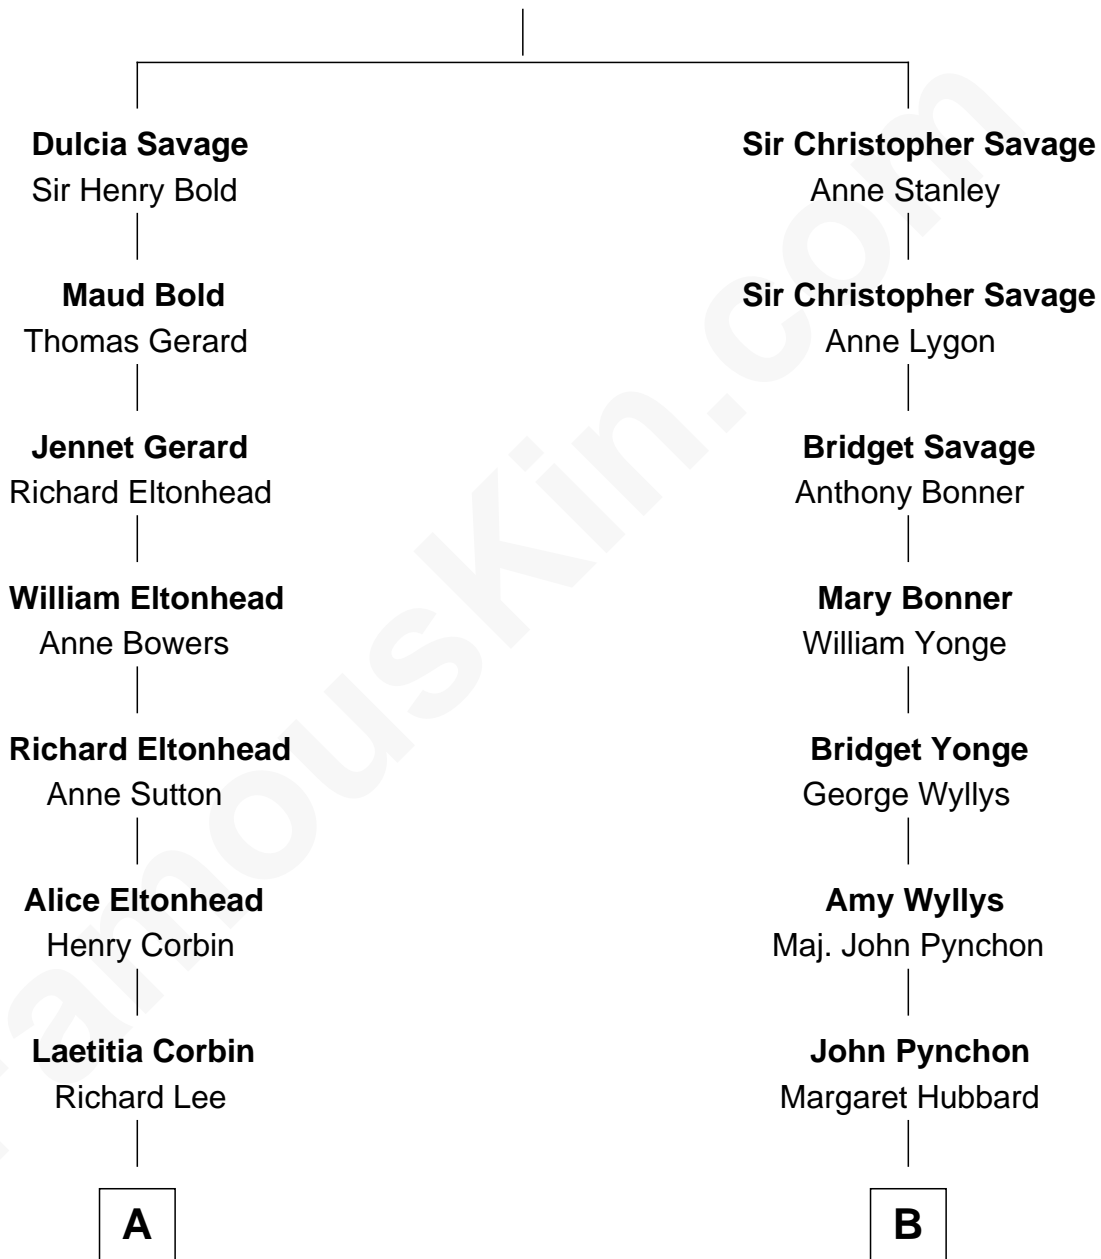 Dulcia Savage
Sir Henry Bold
Maud Bold
Thomas Gerard
Jennet Gerard
Richard Eltonhead
William Eltonhead
Anne Bowers
Richard Eltonhead
Anne Sutton
Alice Eltonhead
Henry Corbin
Laetitia Corbin
Richard Lee
A
Sir Christopher Savage
Anne Stanley
Sir Christopher Savage
Anne Lygon
Bridget Savage
Anthony Bonner
Mary Bonner
William Yonge
Bridget Yonge
George Wyllys
Amy Wyllys
Maj. John Pynchon
John Pynchon
Margaret Hubbard
B
FamousKin.com